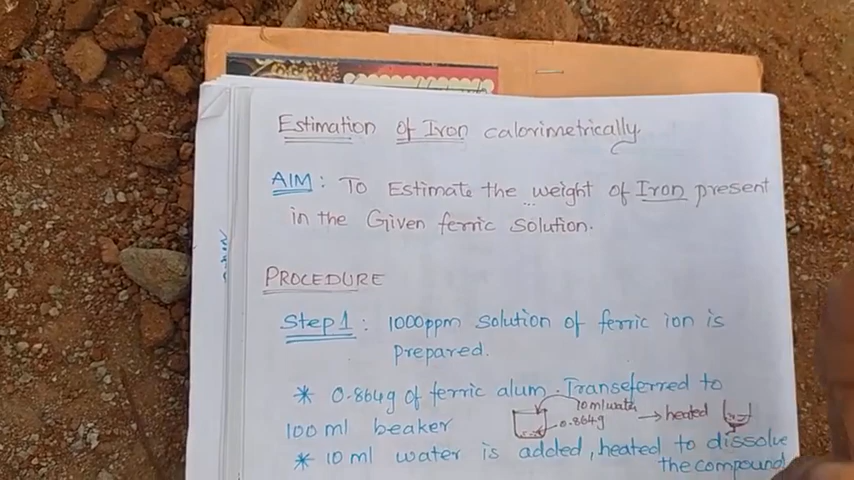 Estimation of Iron calorimetrically
AIM: To Estimate the weight of Iron present
in the Given ferric solution.
PROCEDURE
Step 1: 1000ppm solution of ferric ion is
prepared.
* 0.864g of ferric alum. Transeferred to
10ml water
100 ml beaker
0.864g → heated
* 10 ml water is added, heated to dissolve
the compound